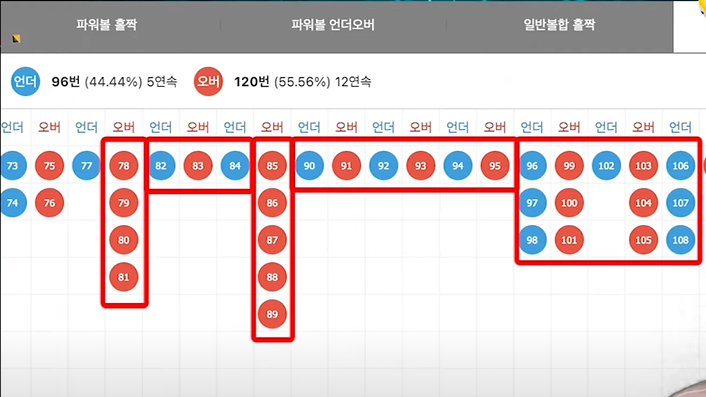 파워볼 홀짝 파워볼 언더오버 일반볼합 홀짝
언더 96번 (44.44%) 5연속 오버 120번 (55.56%) 12연속
언더 오버 언더 오버 언더 오버 언더 오버 언더 오버 언더 오버 언더 오버 언더 오버 언더 오버 언더
73 75 77 78 82 83 84 85 90 91 92 93 94 95 96 99 102 103 106
74 76 79 86 97 100 104 107
80 87 98 101 105 108
81 88
89